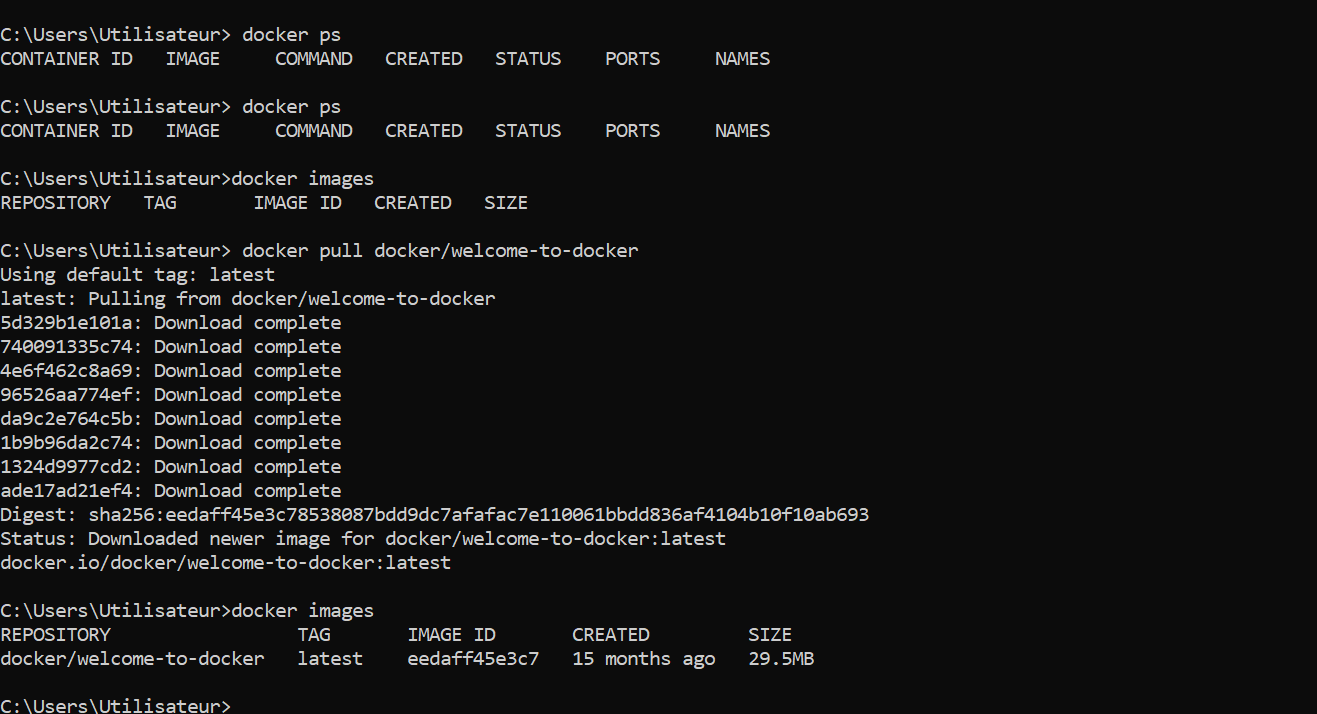 C:\Users\Utilisateur> docker ps
CONTAINER ID   IMAGE     COMMAND   CREATED   STATUS    PORTS     NAMES
C:\Users\Utilisateur> docker ps
CONTAINER ID   IMAGE     COMMAND   CREATED   STATUS    PORTS     NAMES
C:\Users\Utilisateur>docker images
REPOSITORY   TAG       IMAGE ID   CREATED   SIZE
C:\Users\Utilisateur> docker pull docker/welcome-to-docker
Using default tag: latest
latest: Pulling from docker/welcome-to-docker
5d329b1e101a: Download complete
740091335c74: Download complete
4e6f462c8a69: Download complete
96526aa774ef: Download complete
da9c2e764c5b: Download complete
1b9b96da2c74: Download complete
1324d9977cd2: Download complete
ade17ad21ef4: Download complete
Digest: sha256:eedaff45e3c78538087bdd9dc7afafac7e110061bbdd836af4104b10f10ab693
Status: Downloaded newer image for docker/welcome-to-docker:latest
docker.io/docker/welcome-to-docker:latest
C:\Users\Utilisateur>docker images
REPOSITORY                 TAG       IMAGE ID       CREATED         SIZE
docker/welcome-to-docker   latest    eedaff45e3c7   15 months ago   29.5MB
C:\Users\Utilisateur>